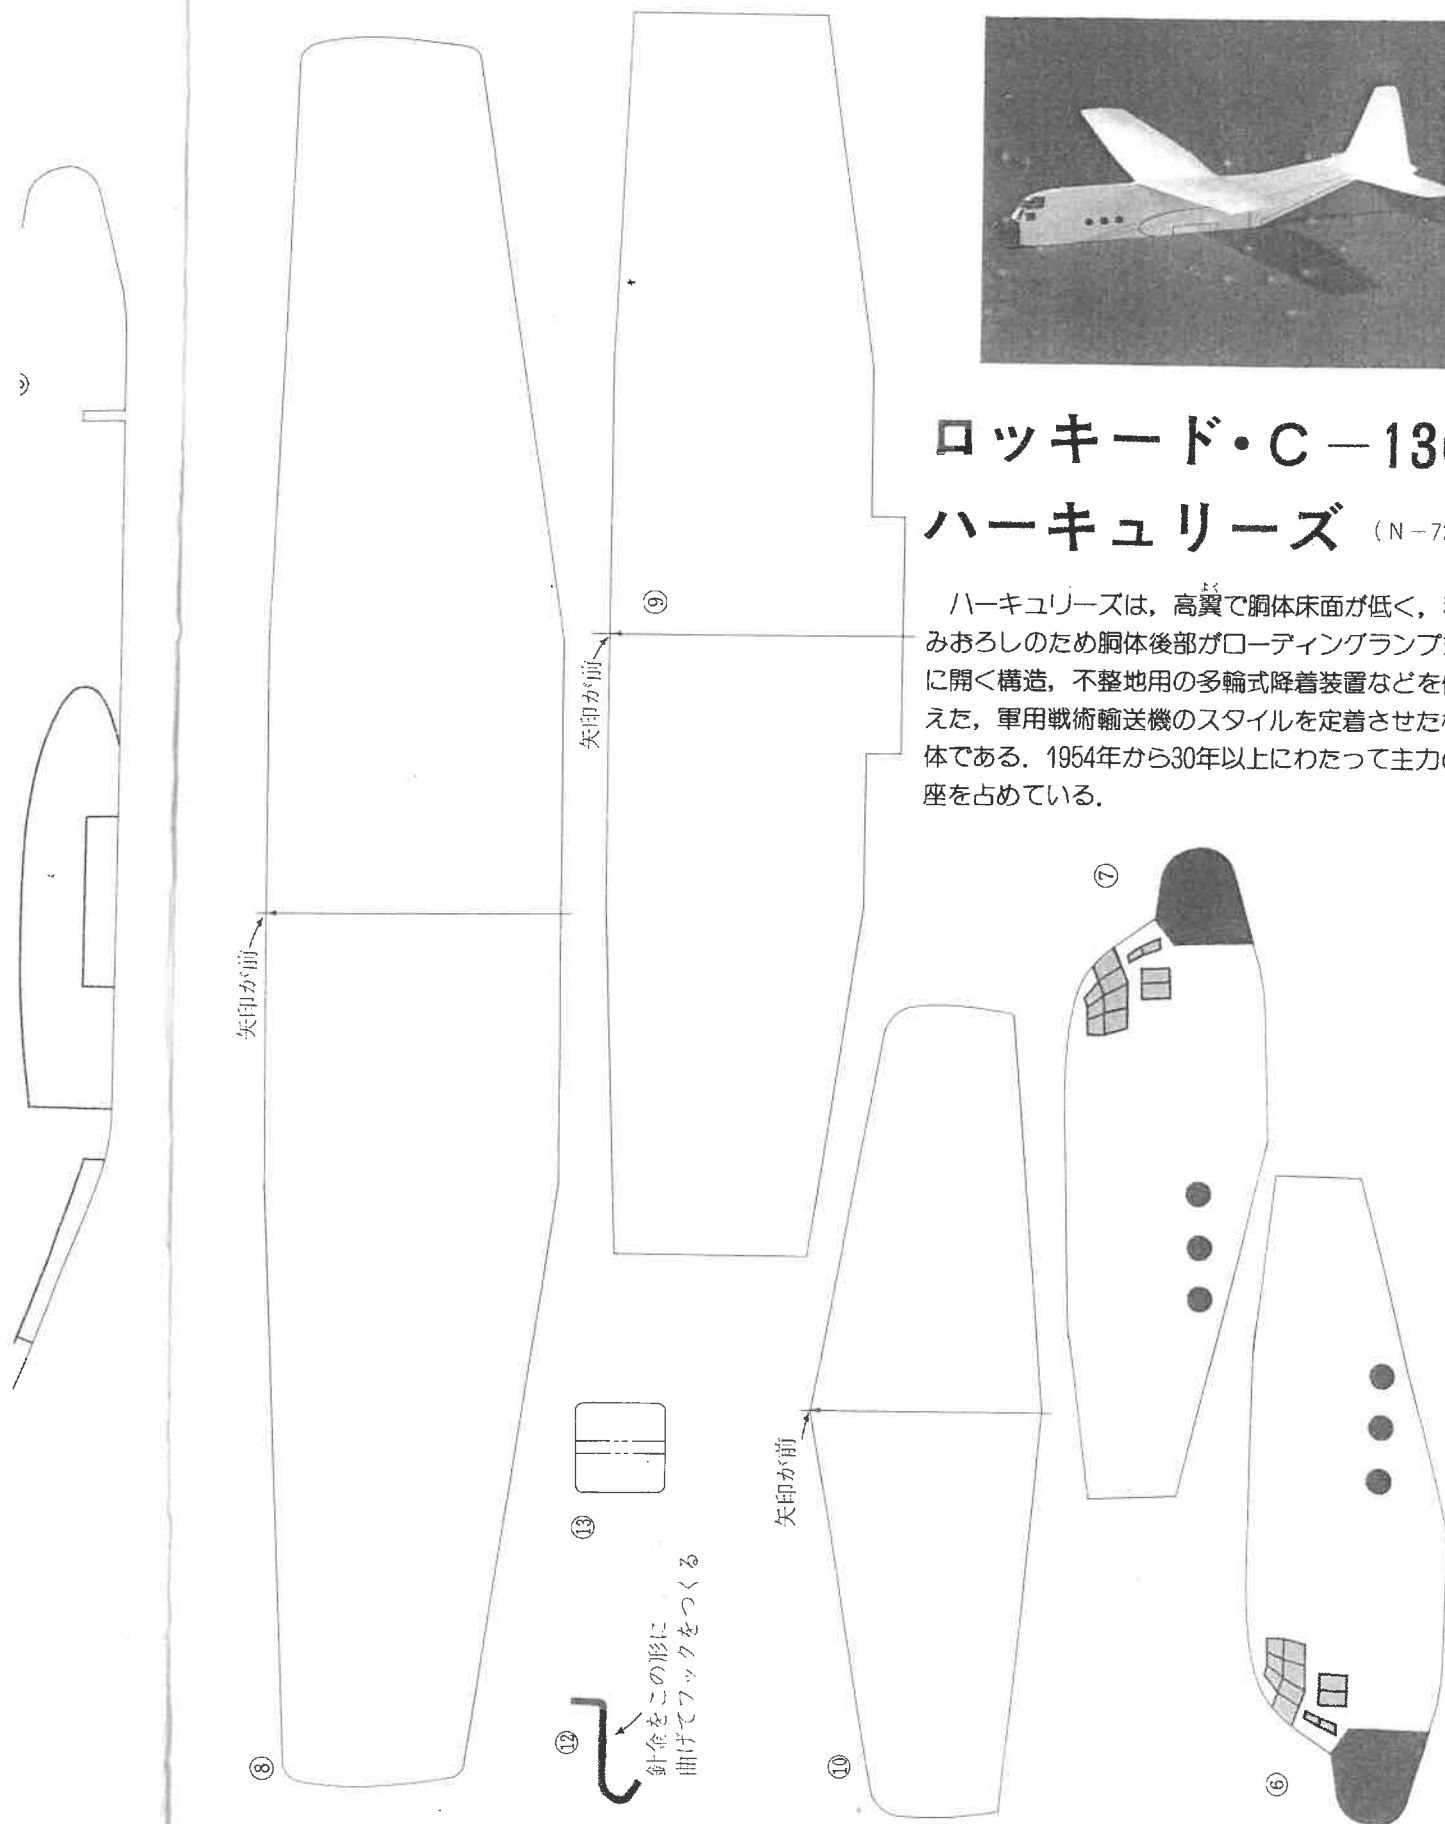 ロッキード・C－130
ハーキュリーズ（N－72
ハーキュリーズは，高翼で胴体床面が低く，
よく
みおろしのため胴体後部がローディングランプ
に開く構造，不整地用の多輪式降着装置などを
えた，軍用戦術輸送機のスタイルを定着させた
体である．1954年から30年以上にわたって主力
座を占めている．
矢印が前
⑧
矢印が前
⑨
矢印が前
⑩
⑦
⑥
⑬
⑫
針金をこの形に
曲げてフックをつくる